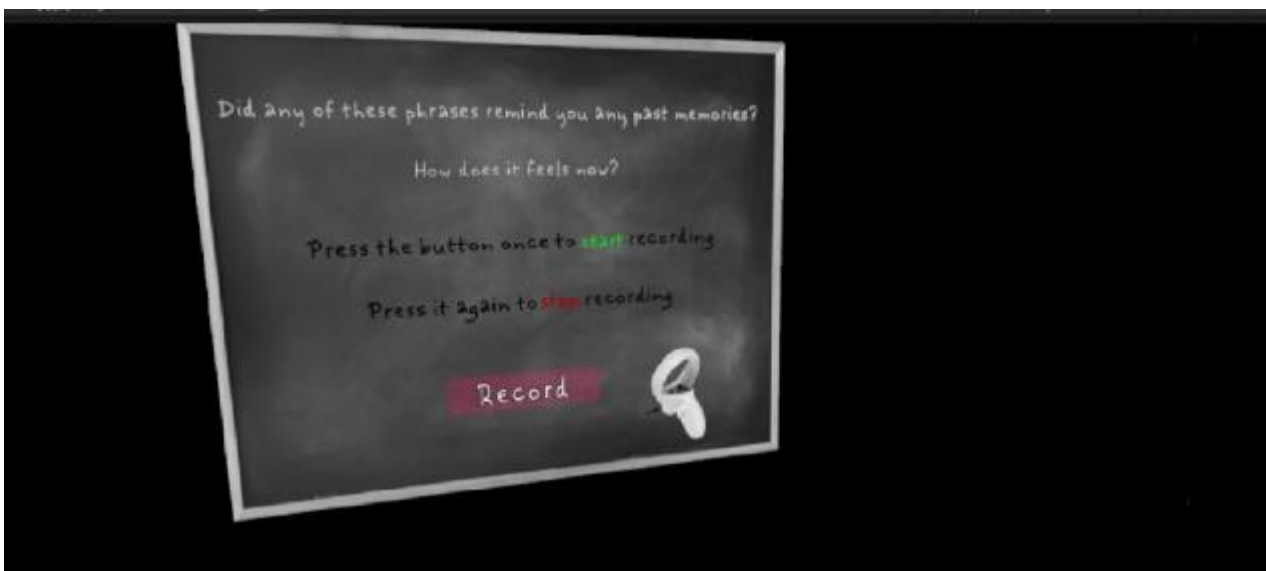 Did any of these phrases remind you any past memories?
How does it feels now?
Press the button once to start recording
Press it again to stop recording
Record